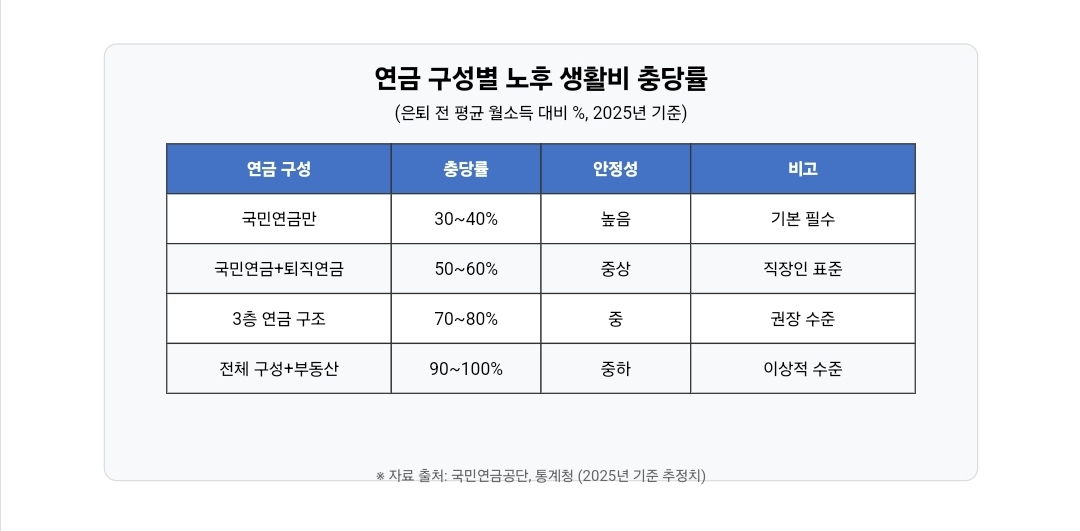 연금 구성별 노후 생활비 충당률
(은퇴 전 평균 월소득 대비 %, 2025년 기준)
연금 구성 충당률 안정성 비고
국민연금만 30~40% 높음 기본 필수
국민연금+퇴직연금 50~60% 중상 직장인 표준
3층 연금 구조 70~80% 중 권장 수준
전체 구성+부동산 90~100% 중하 이상적 수준
※ 자료 출처: 국민연금공단, 통계청 (2025년 기준 추정치)